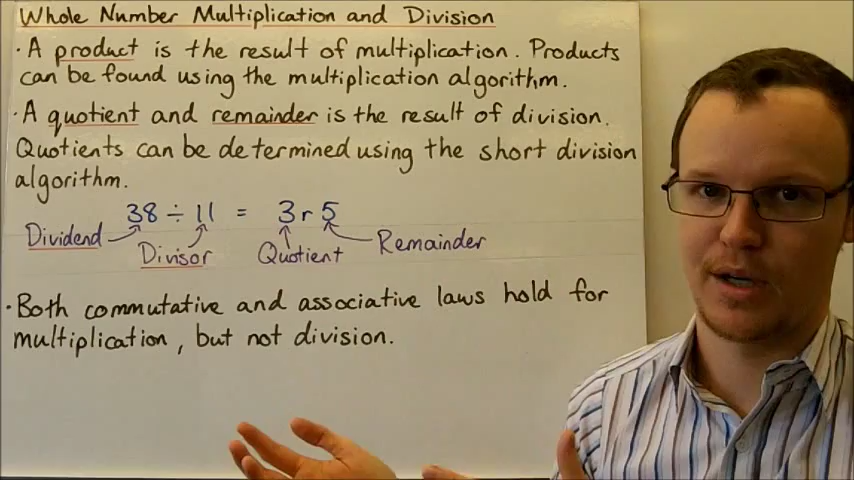 Whole Number Multiplication and Division
· A product is the result of multiplication. Products
can be found using the multiplication algorithm.
· A quotient and remainder is the result of division.
Quotients can be determined using the short division
algorithm.
38 ÷ 11 = 3 r 5
Dividend Divisor Quotient Remainder
· Both commutative and associative laws hold for
multiplication, but not division.